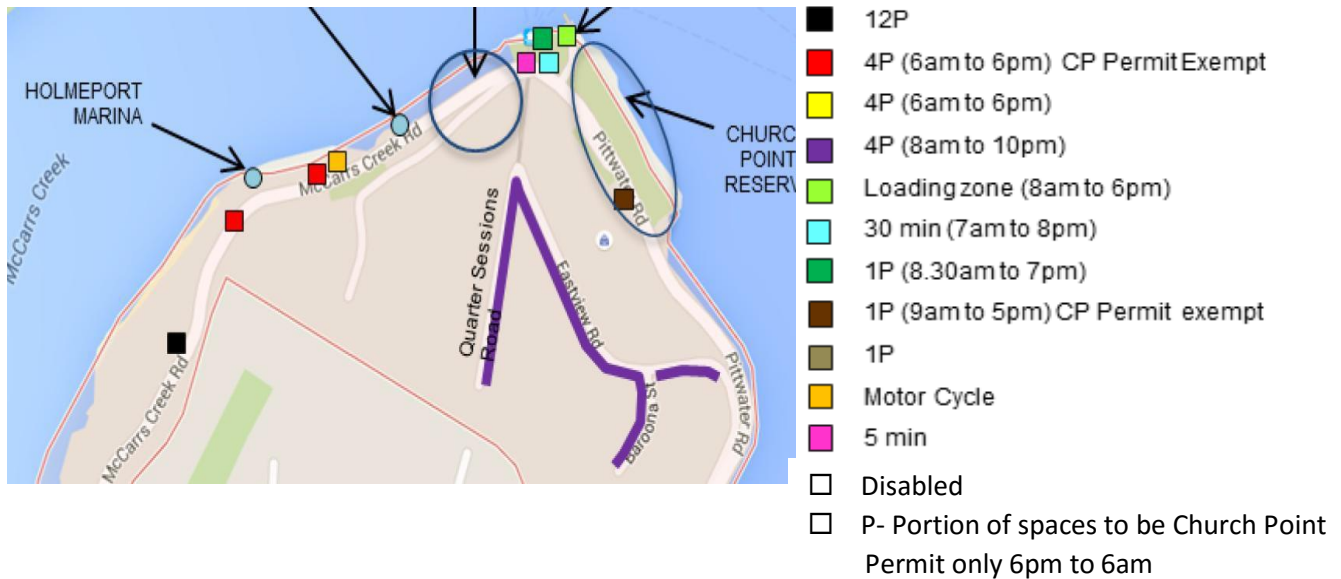 HOLMEPORT
MARINA
McCarrs Creek
McCarrs Creek Rd
McCarrs Creek Rd
Quarter Sessions
Road
Eastview Rd
Baroona St
Pittwater Rd
Pittwater Rd
CHURC
POINT
RESERV
12P
4P (6am to 6pm) CP Permit Exempt
4P (6am to 6pm)
4P (8am to 10pm)
Loading zone (8am to 6pm)
30 min (7am to 8pm)
1P (8.30am to 7pm)
1P (9am to 5pm) CP Permit exempt
1P
Motor Cycle
5 min
Disabled
P- Portion of spaces to be Church Point
Permit only 6pm to 6am